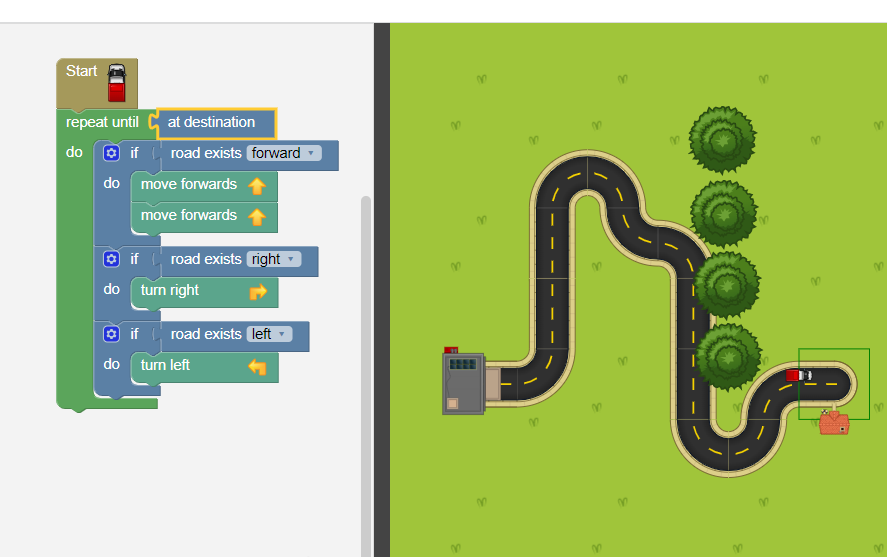 Start
repeat until at destination
do if road exists forward
do move forwards
move forwards
if road exists right
do turn right
if road exists left
do turn left